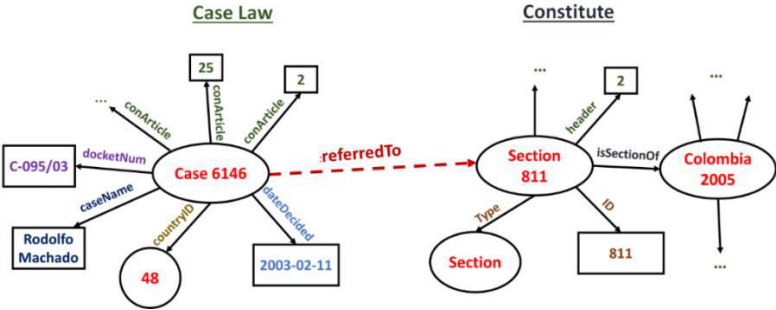 Case Law
Constitute
25
2
2
...
...
...
conArticle
conArticle
conArticle
header
C-095/03
docketNum
Case 6146
:referredTo
Section
811
isSectionOf
Colombia
2005
caseName
countryID
dateDecided
Type
ID
Rodolfo
Machado
48
2003-02-11
Section
811
...